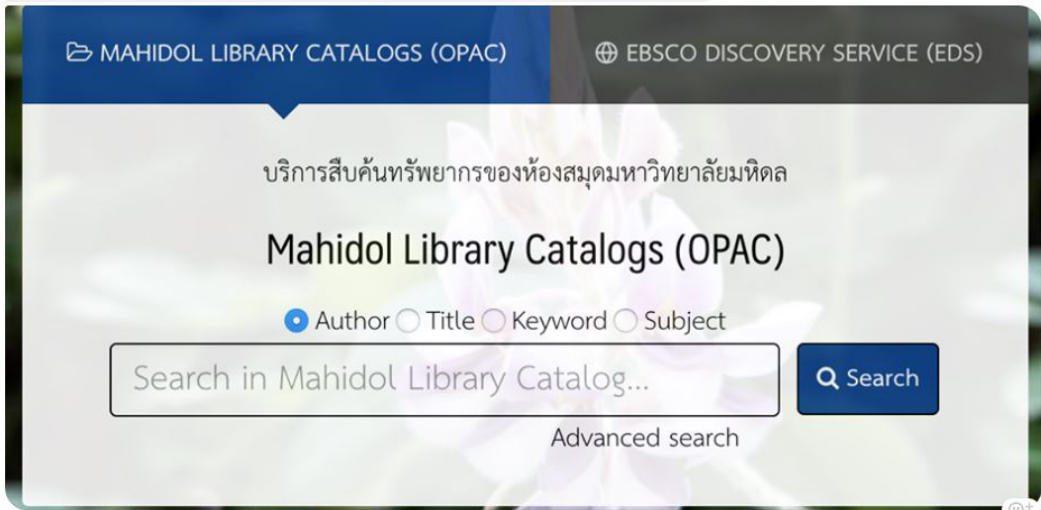 MAHIDOL LIBRARY CATALOGS (OPAC)
EBSCO DISCOVERY SERVICE (EDS)
บริการสืบค้นทรัพยากรของห้องสมุดมหาวิทยาลัยมหิดล
Mahidol Library Catalogs (OPAC)
Author Title Keyword Subject
Search in Mahidol Library Catalog...
Search
Advanced search